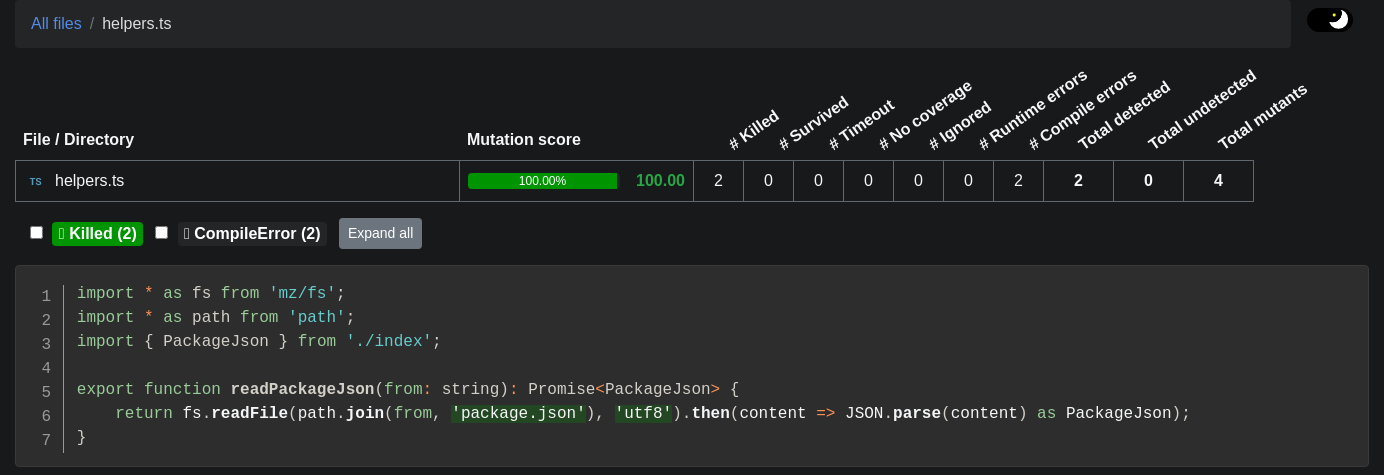 All files / helpers.ts
File / Directory Mutation score # Killed # Survived # Timeout # No coverage # Ignored # Runtime errors # Compile errors Total detected Total undetected Total mutants
TS helpers.ts 100.00% 100.00 2 0 0 0 0 0 2 2 0 4
Killed (2) CompileError (2) Expand all
1 import * as fs from 'mz/fs';
2 import * as path from 'path';
3 import { PackageJson } from './index';
4
5 export function readPackageJson(from: string): Promise<PackageJson> {
6     return fs.readFile(path.join(from, 'package.json'), 'utf8').then(content => JSON.parse(content) as PackageJson);
7 }